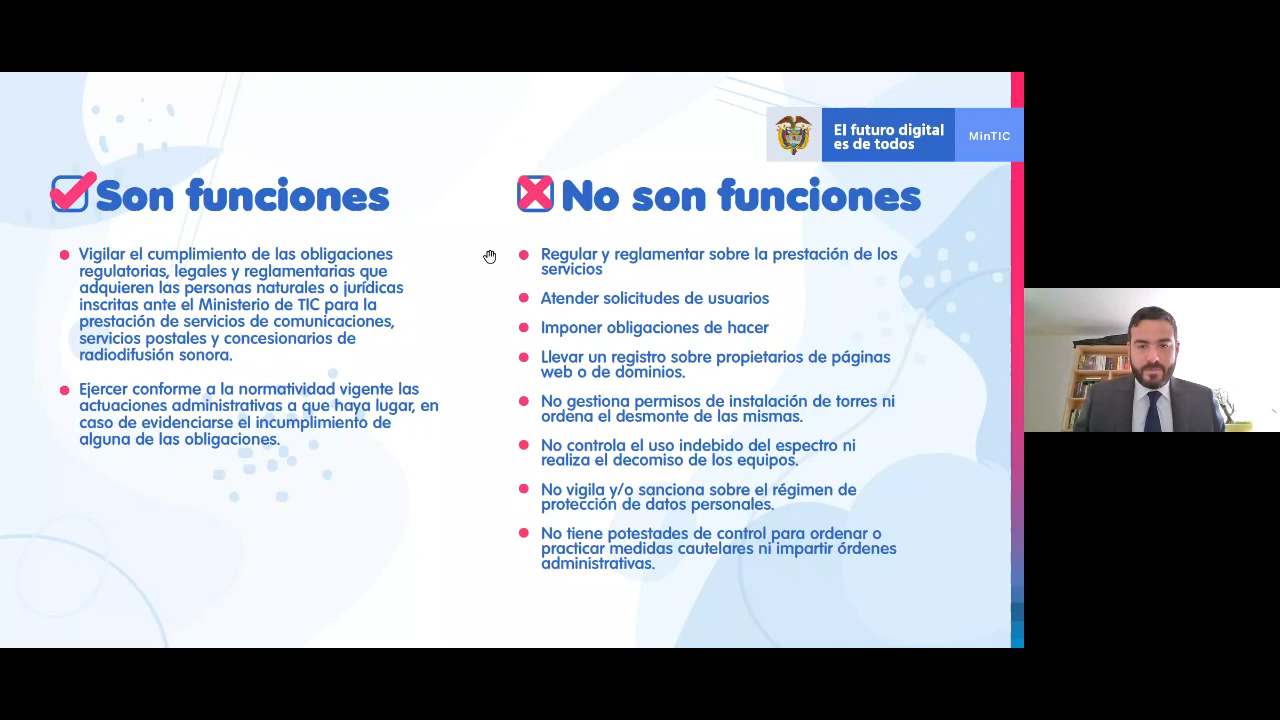 El futuro digital
es de todos
MinTIC
Son funciones
Vigilar el cumplimiento de las obligaciones
regulatorias, legales y reglamentarias que
adquieren las personas naturales o jurídicas
inscritas ante el Ministerio de TIC para la
prestación de servicios de comunicaciones,
servicios postales y concesionarios de
radiodifusión sonora.
Ejercer conforme a la normatividad vigente las
actuaciones administrativas a que haya lugar, en
caso de evidenciarse el incumplimiento de
alguna de las obligaciones.
No son funciones
Regular y reglamentar sobre la prestación de los
servicios
Atender solicitudes de usuarios
Imponer obligaciones de hacer
Llevar un registro sobre propietarios de páginas
web o de dominios.
No gestiona permisos de instalación de torres ni
ordena el desmonte de las mismas.
No controla el uso indebido del espectro ni
realiza el decomiso de los equipos.
No vigila y/o sanciona sobre el régimen de
protección de datos personales.
No tiene potestades de control para ordenar o
practicar medidas cautelares ni impartir órdenes
administrativas.